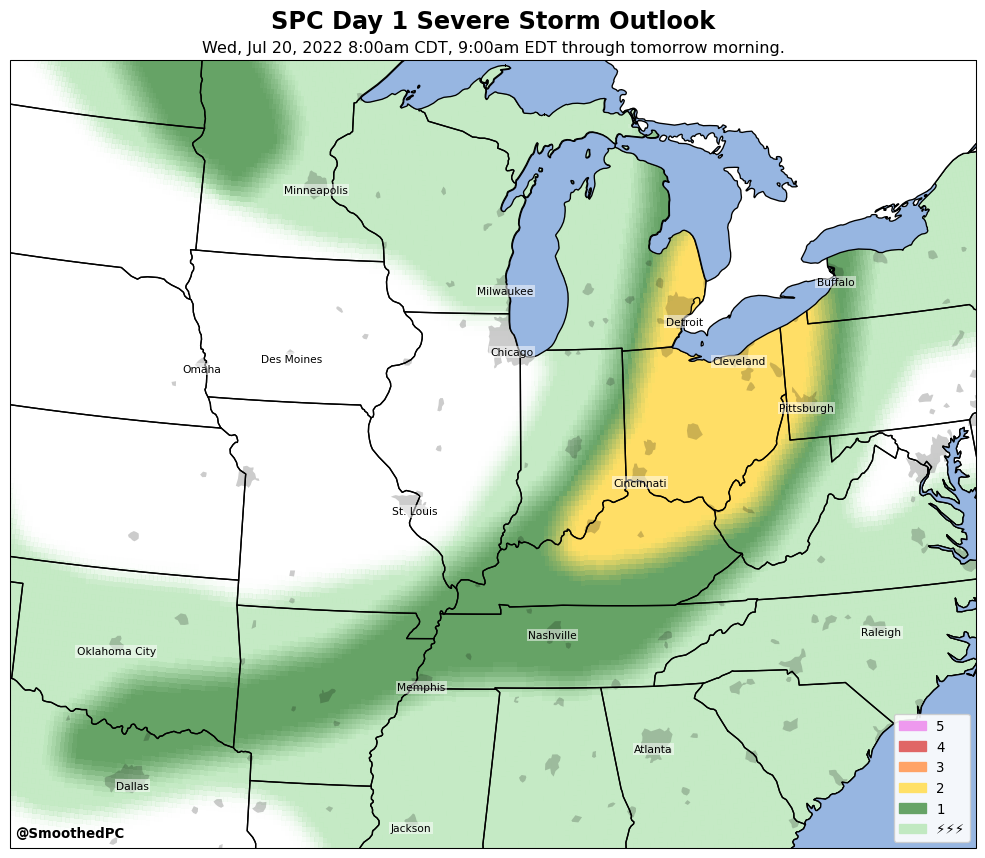 SPC Day 1 Severe Storm Outlook
Wed, Jul 20, 2022 8:00am CDT, 9:00am EDT through tomorrow morning.
Minneapolis
Buffalo
Milwaukee
Detroit
Chicago
Des Moines
Cleveland
Omaha
Pittsburgh
Cincinnati
St. Louis
Raleigh
Nashville
Oklahoma City
Memphis
Atlanta
Dallas
Jackson
5
4
3
2
1
⚡⚡⚡
@SmoothedPC